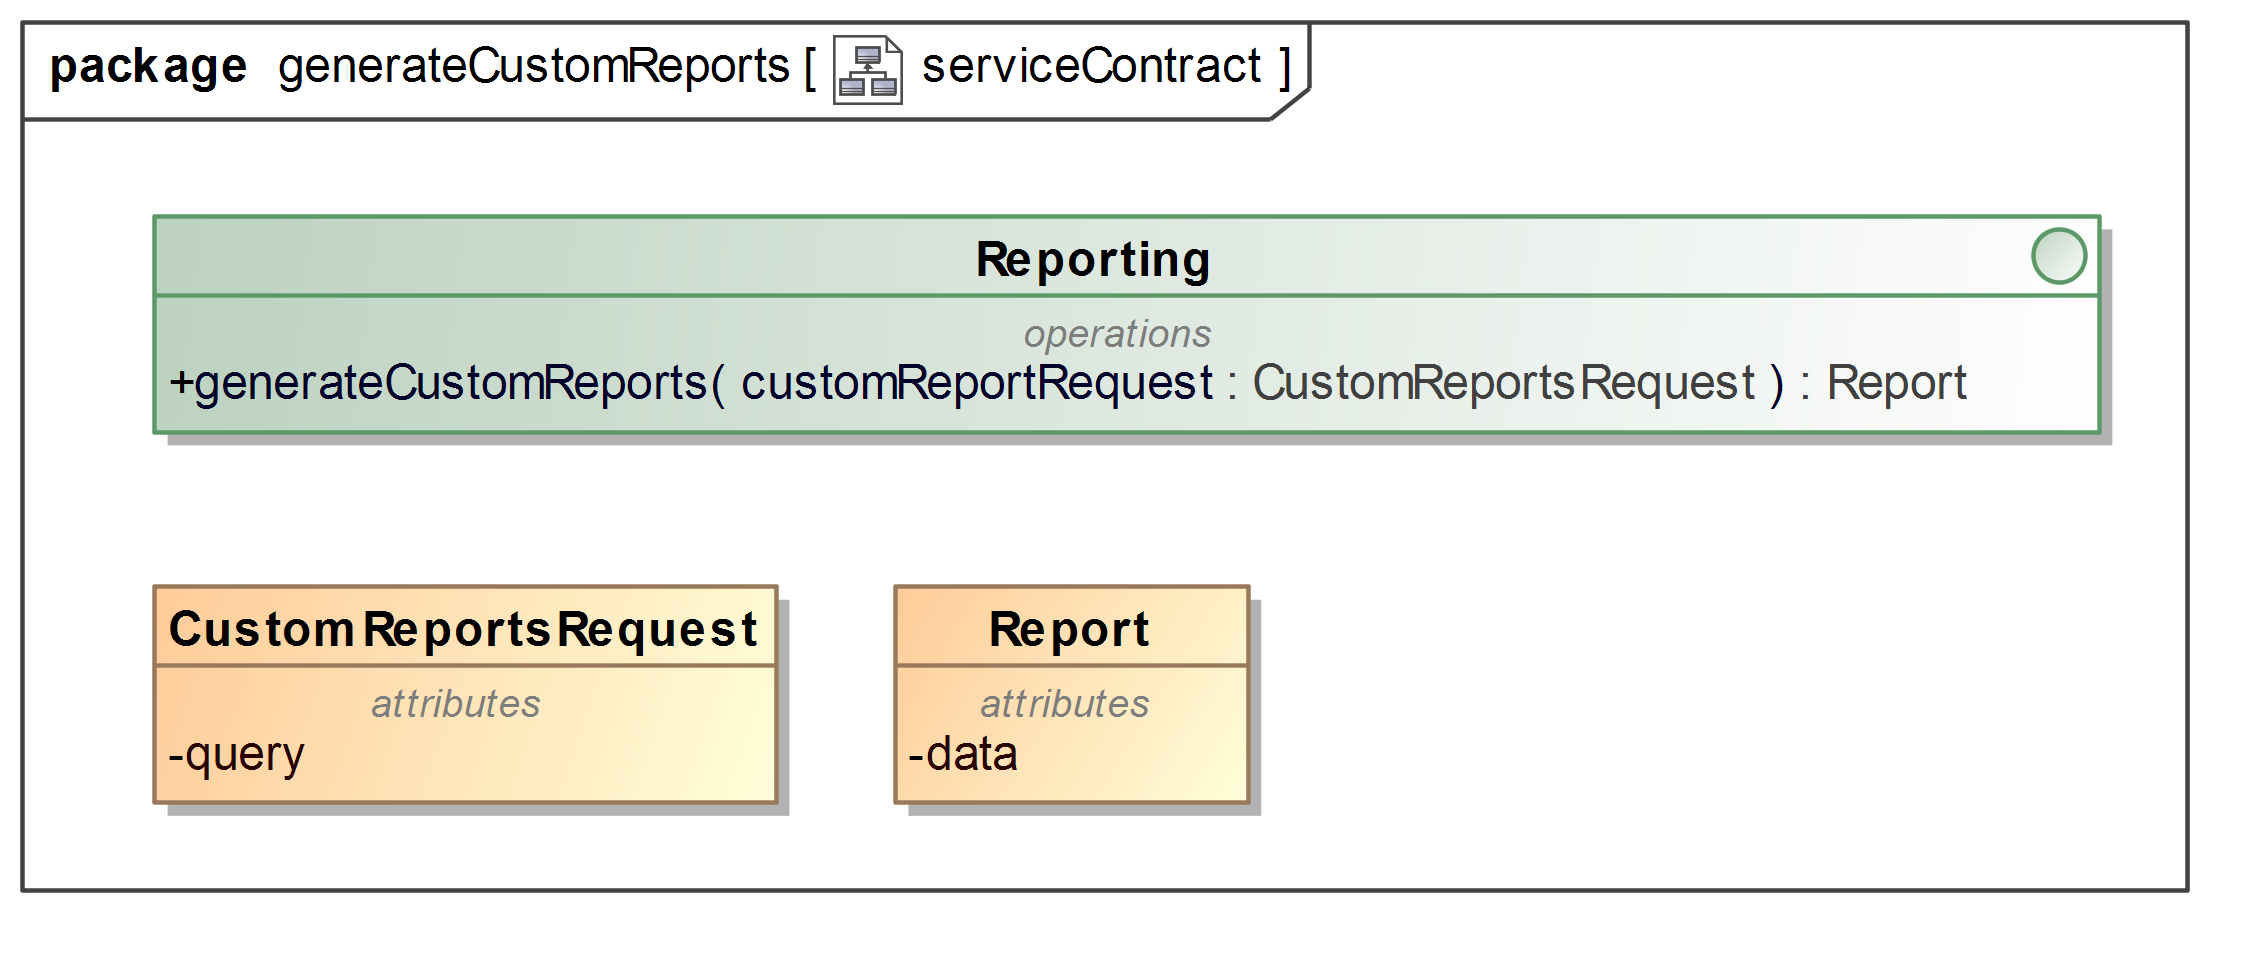 package generateCustomReports [ serviceContract ]
Reporting
operations
+generateCustomReports( customReportRequest : CustomReportsRequest ) : Report
CustomReportsRequest
attributes
-query
Report
attributes
-data